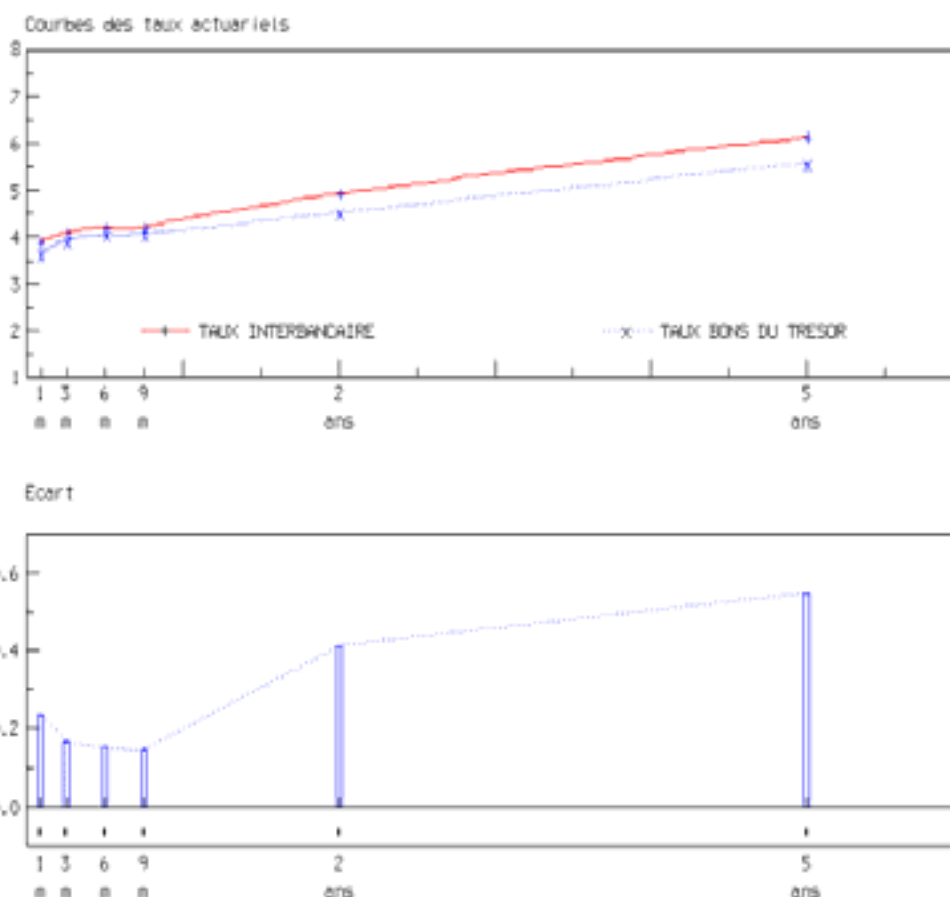 Courbes des taux actuariels
8
7
6
5
4
3
2
1
TAUX INTERBANCAIRE
TAUX BONS DU TRESOR
1 3 6 9 2 5
m m m m ans ans
Ecart
.6
.4
.2
.0
1 3 6 9 2 5
m m m m ans ans